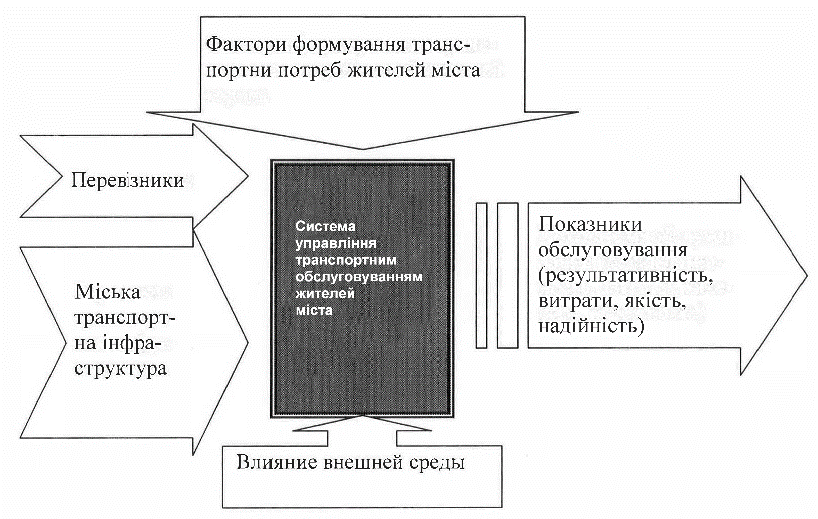 Фактори формування транс-
портни потреб жителей міста
Перевізники
Міська
транспорт-
на інфра-
структура
Система
управління
транспортним
обслуговуванням
жителей
міста
Показники
обслуговування
(результативність,
витрати, якість,
надійність)
Влияние внешней среды